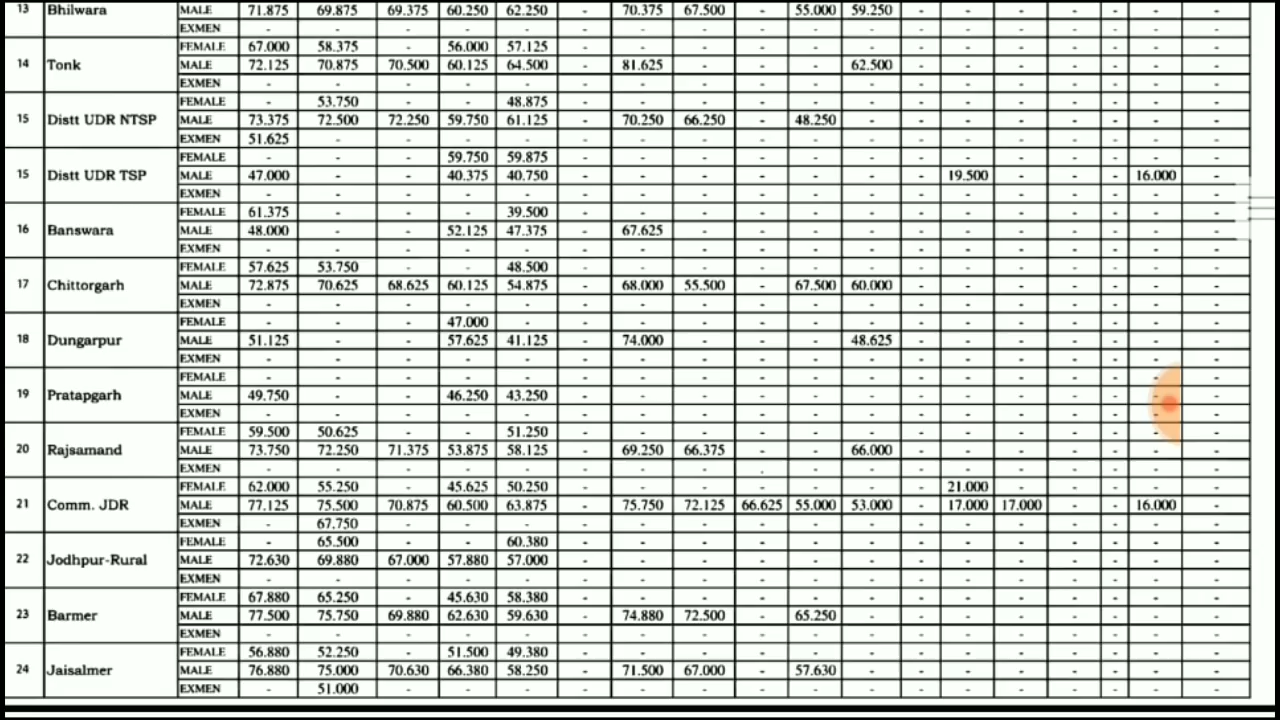 13 Bhilwara MALE 71.875 69.875 69.375 60.250 62.250 - 70.375 67.500 - 55.000 59.250 - - - - - - -
EXMEN - - - - - - - - - - - - - - - - - -
FEMALE 67.000 58.375 - 56.000 57.125 - - - - - - - - - - - - -
14 Tonk MALE 72.125 70.875 70.500 60.125 64.500 - 81.625 - - - 62.500 - - - - - - -
EXMEN - - - - - - - - - - - - - - - - - -
FEMALE - 53.750 - - 48.875 - - - - - - - - - - - - -
15 Distt UDR NTSP MALE 73.375 72.500 72.250 59.750 61.125 - 70.250 66.250 - 48.250 - - - - - - - -
EXMEN 51.625 - - - - - - - - - - - - - - - - -
FEMALE - - - 59.750 59.875 - - - - - - - - - - - - -
15 Distt UDR TSP MALE 47.000 - - 40.375 40.750 - - - - - - - 19.500 - - - 16.000 -
EXMEN - - - - - - - - - - - - - - - - - -
FEMALE 61.375 - - - 39.500 - - - - - - - - - - - - -
16 Banswara MALE 48.000 - - 52.125 47.375 - 67.625 - - - - - - - - - - -
EXMEN - - - - - - - - - - - - - - - - - -
FEMALE 57.625 53.750 - - 48.500 - - - - - - - - - - - - -
17 Chittorgarh MALE 72.875 70.625 68.625 60.125 54.875 - 68.000 55.500 - 67.500 60.000 - - - - - - -
EXMEN - - - - - - - - - - - - - - - - - -
FEMALE - - - 47.000 - - - - - - - - - - - - - -
18 Dungarpur MALE 51.125 - - 57.625 41.125 - 74.000 - - - 48.625 - - - - - - -
EXMEN - - - - - - - - - - - - - - - - - -
FEMALE - - - - - - - - - - - - - - - - - -
19 Pratapgarh MALE 49.750 - - 46.250 43.250 - - - - - - - - - - - - -
EXMEN - - - - - - - - - - - - - - - - - -
FEMALE 59.500 50.625 - - 51.250 - - - - - - - - - - - - -
20 Rajsamand MALE 73.750 72.250 71.375 53.875 58.125 - 69.250 66.375 - - 66.000 - - - - - - -
EXMEN - - - - - - - - - - - - - - - - - -
FEMALE 62.000 55.250 - 45.625 50.250 - - - - - - - 21.000 - - - - -
21 Comm. JDR MALE 77.125 75.500 70.875 60.500 63.875 - 75.750 72.125 66.625 55.000 53.000 - 17.000 17.000 - - 16.000 -
EXMEN - 67.750 - - - - - - - - - - - - - - - -
FEMALE - 65.500 - - 60.380 - - - - - - - - - - - - -
22 Jodhpur-Rural MALE 72.630 69.880 67.000 57.880 57.000 - - - - - - - - - - - - -
EXMEN - - - - - - - - - - - - - - - - - -
FEMALE 67.880 65.250 - 45.630 58.380 - - - - - - - - - - - - -
23 Barmer MALE 77.500 75.750 69.880 62.630 59.630 - 74.880 72.500 - 65.250 - - - - - - - -
EXMEN - - - - - - - - - - - - - - - - - -
FEMALE 56.880 52.250 - 51.500 49.380 - - - - - - - - - - - - -
24 Jaisalmer MALE 76.880 75.000 70.630 66.380 58.250 - 71.500 67.000 - 57.630 - - - - - - - -
EXMEN - 51.000 - - - - - - - - - - - - - - - -